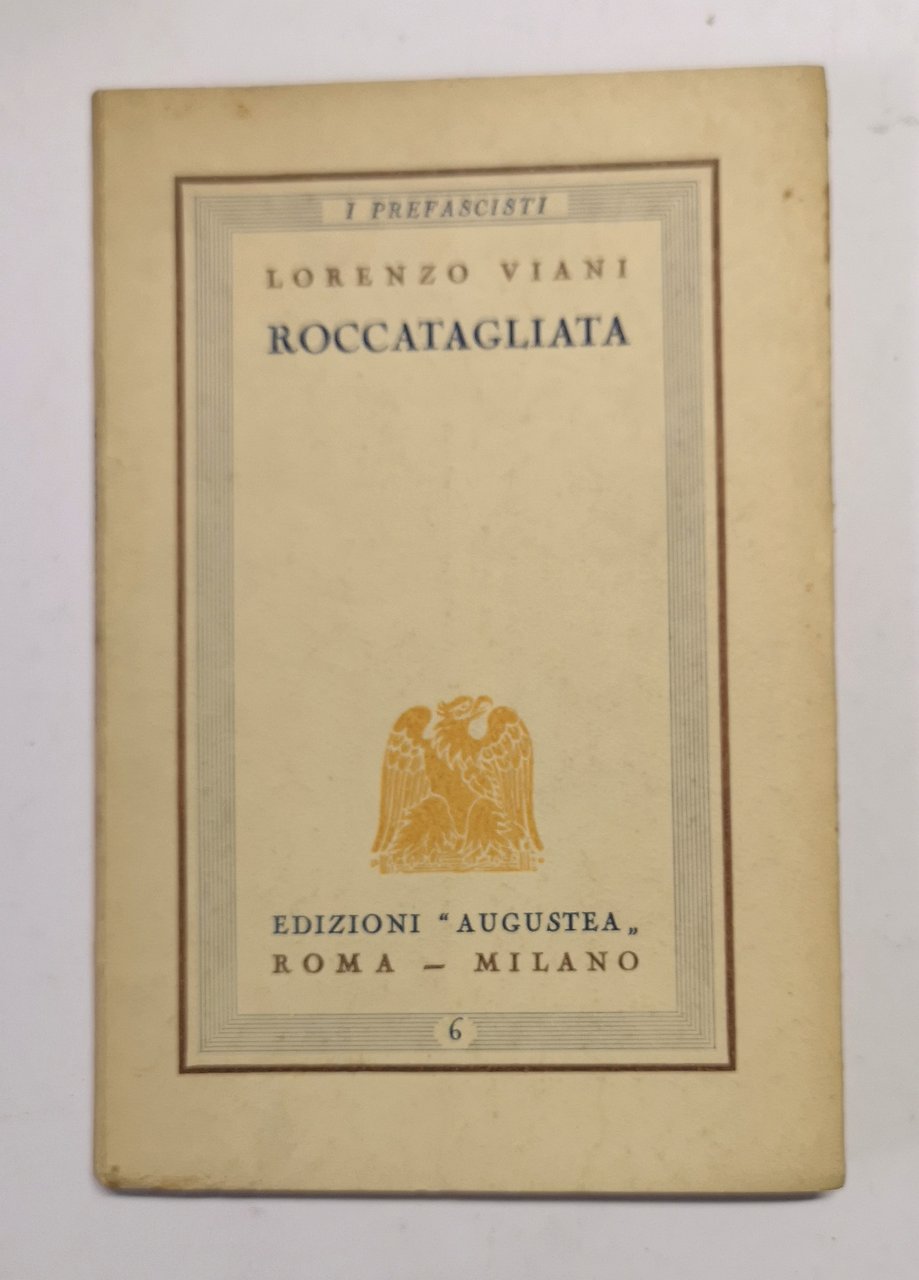 I PREFASCISTI
LORENZO VIANI
ROCCATAGLIATA
EDIZIONI “ AUGUSTEA „
ROMA — MILANO
6